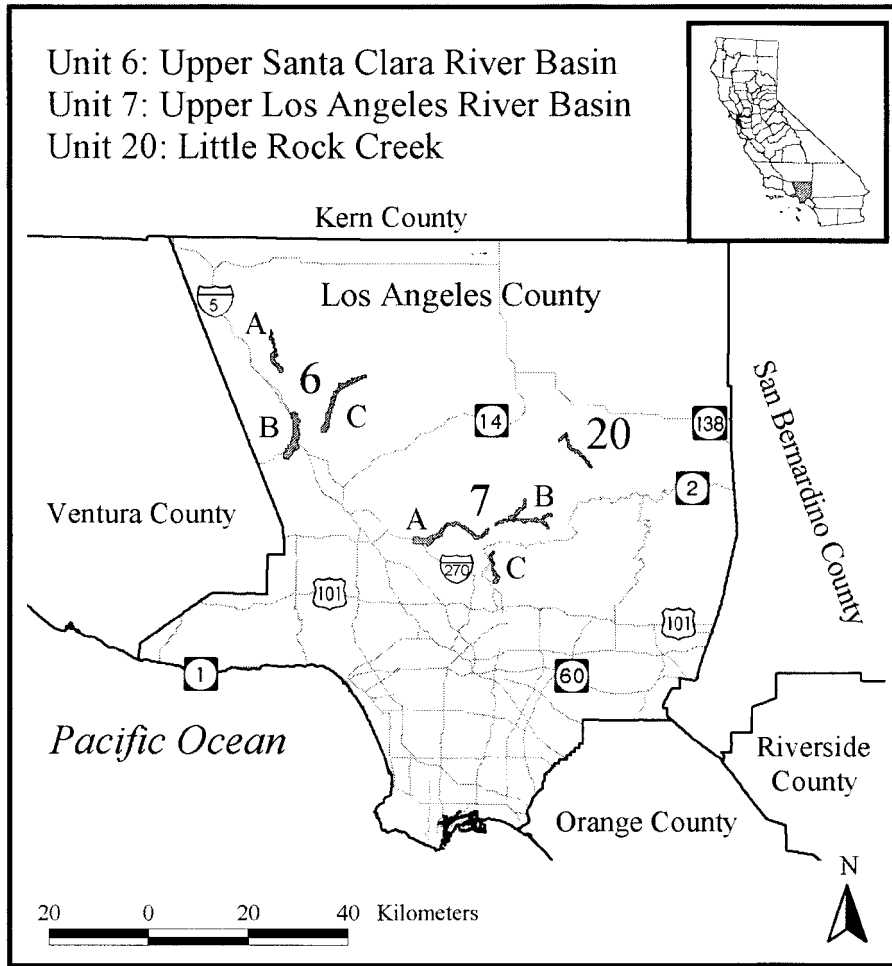 Unit 6: Upper Santa Clara River Basin
Unit 7: Upper Los Angeles River Basin
Unit 20: Little Rock Creek
Kern County
Los Angeles County
5
A
6
C
B
14
20
138
San Bernardino County
2
Ventura County
7
B
A
270
C
101
101
1
60
Pacific Ocean
Riverside
County
Orange County
N
20 0 20 40 Kilometers